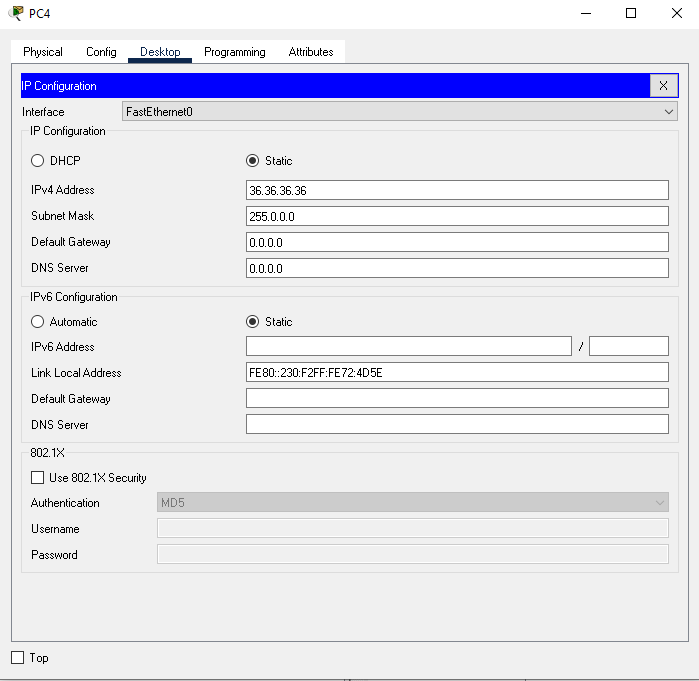 PC4
Physical Config Desktop Programming Attributes
IP Configuration X
Interface FastEthernet0
IP Configuration
DHCP Static
IPv4 Address 36.36.36.36
Subnet Mask 255.0.0.0
Default Gateway 0.0.0.0
DNS Server 0.0.0.0
IPv6 Configuration
Automatic Static
IPv6 Address /
Link Local Address FE80::230:F2FF:FE72:4D5E
Default Gateway
DNS Server
802.1X
Use 802.1X Security
Authentication MD5
Username
Password
Top